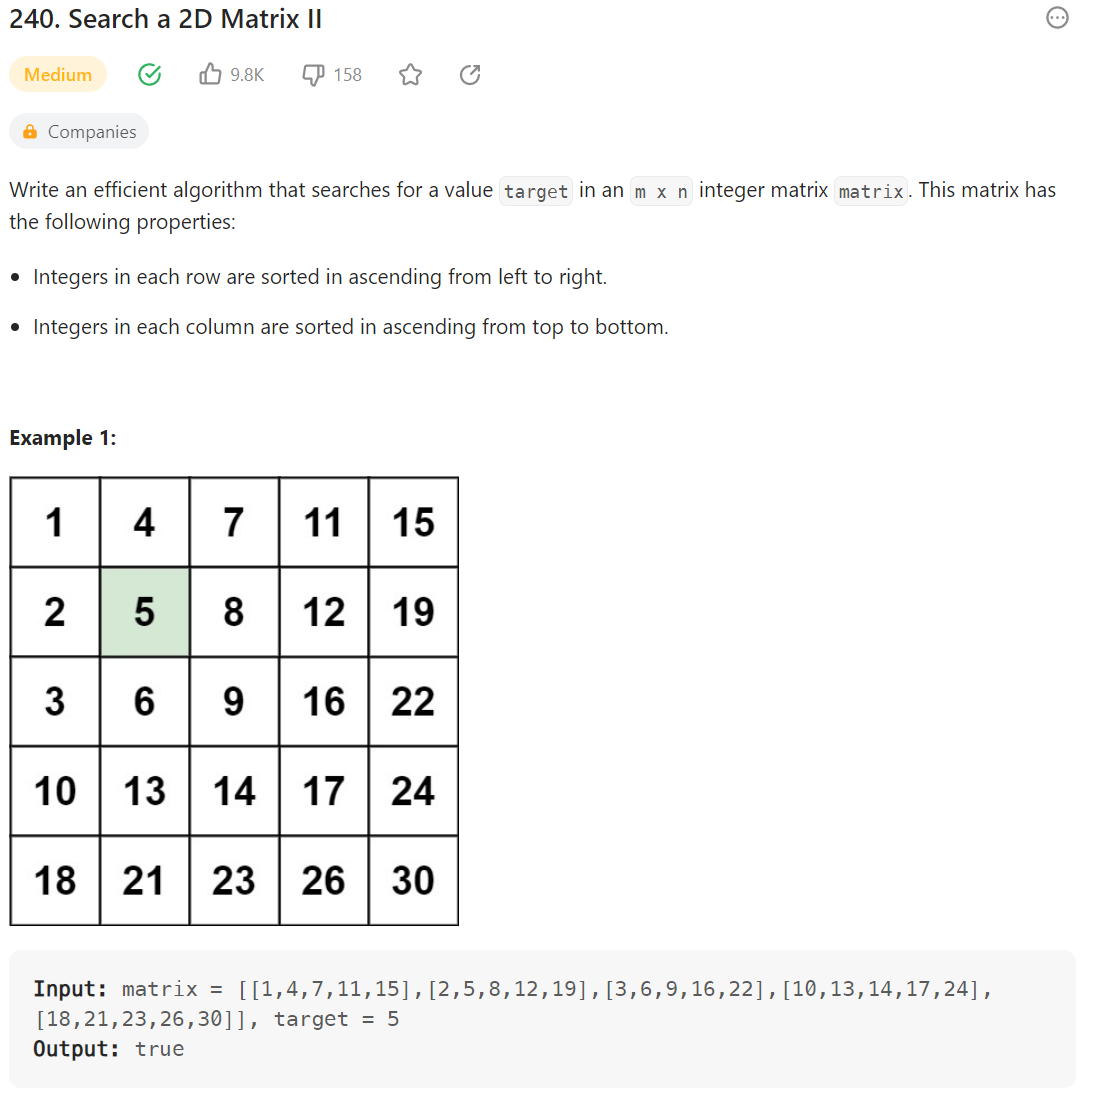 240. Search a 2D Matrix II
Medium 9.8K 158
Companies
Write an efficient algorithm that searches for a value target in an m x n integer matrix matrix. This matrix has
the following properties:
• Integers in each row are sorted in ascending from left to right.
• Integers in each column are sorted in ascending from top to bottom.
Example 1:
1 4 7 11 15
2 5 8 12 19
3 6 9 16 22
10 13 14 17 24
18 21 23 26 30
Input: matrix = [[1,4,7,11,15],[2,5,8,12,19],[3,6,9,16,22],[10,13,14,17,24],
[18,21,23,26,30]], target = 5
Output: true